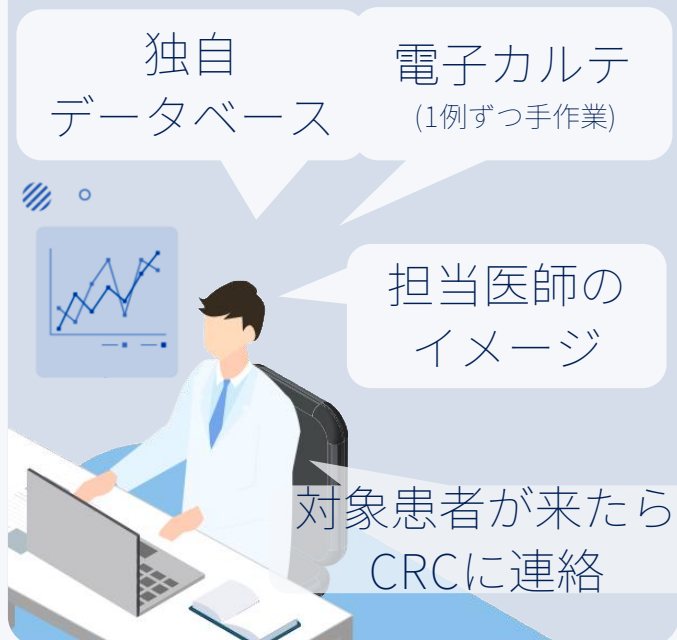 独自
データベース
電子カルテ
(1例ずつ手作業)
担当医師の
イメージ
対象患者が来たら
CRCに連絡